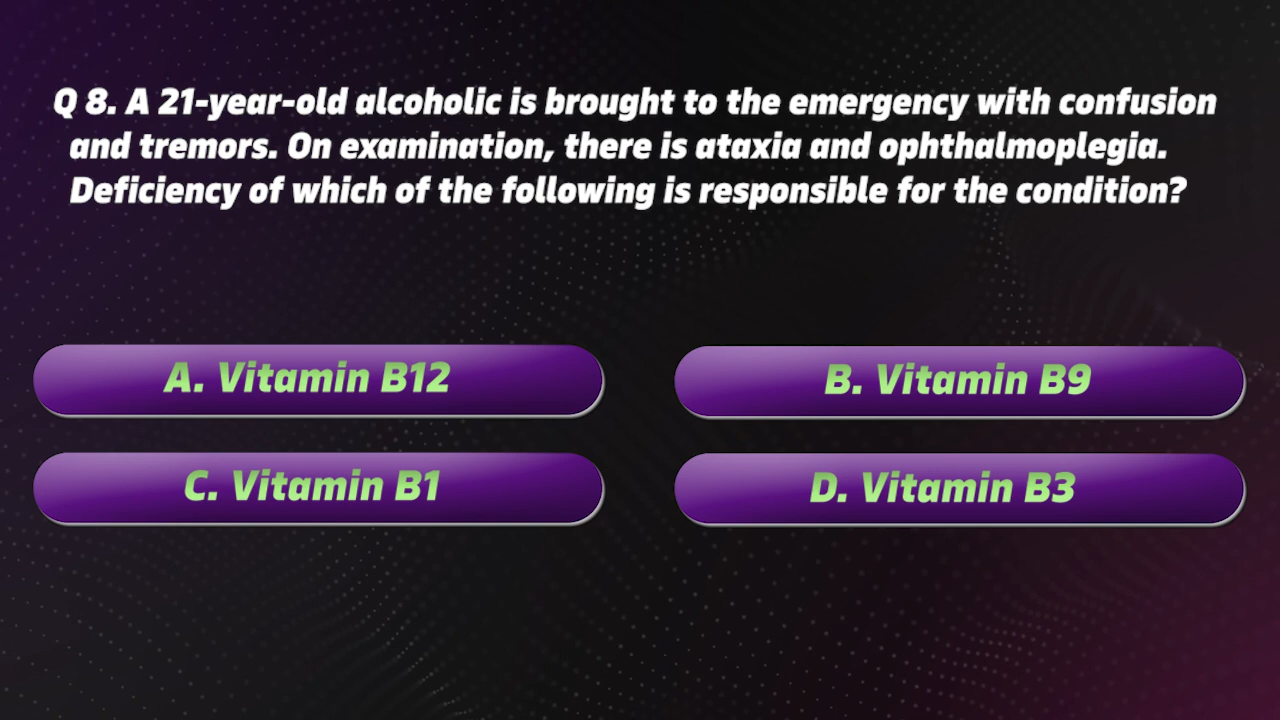 Q 8. A 21-year-old alcoholic is brought to the emergency with confusion
and tremors. On examination, there is ataxia and ophthalmoplegia.
Deficiency of which of the following is responsible for the condition?
A. Vitamin B12
B. Vitamin B9
C. Vitamin B1
D. Vitamin B3